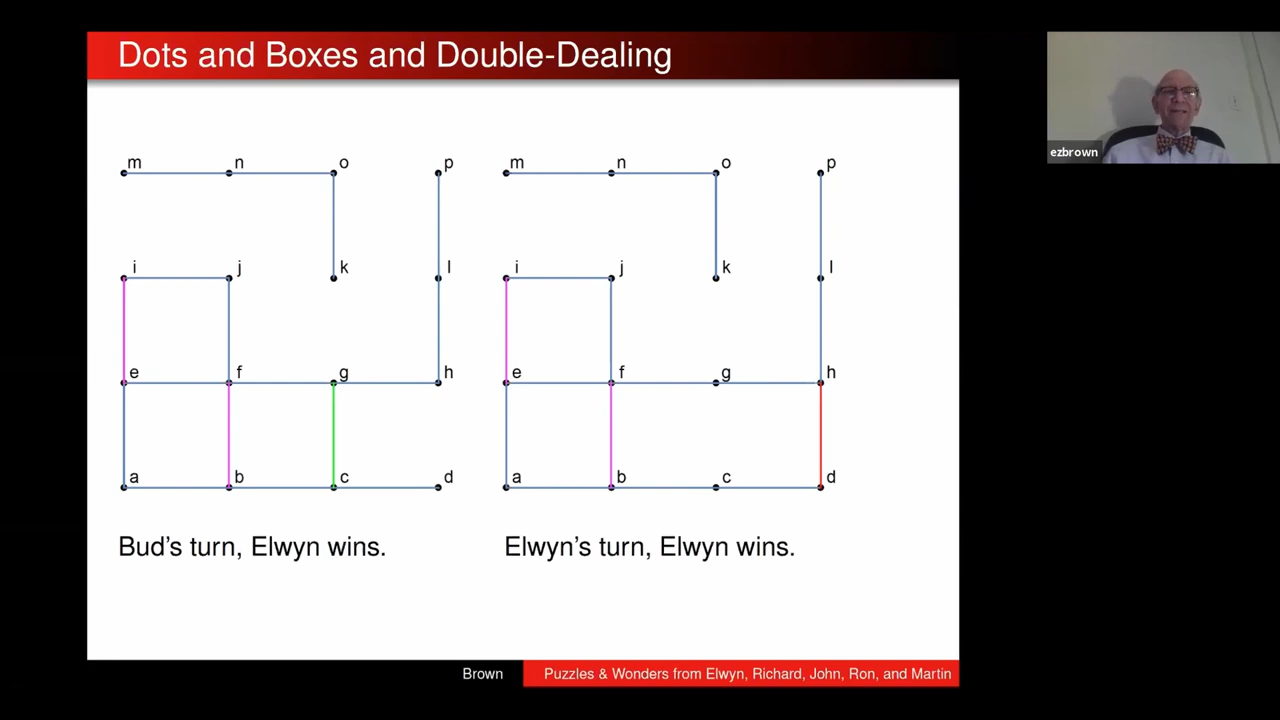 Dots and Boxes and Double-Dealing
m n o p m n o p
ezbrown
i j k l i j k l
e f g h e f g h
a b c d a b c d
Bud's turn, Elwyn wins. Elwyn's turn, Elwyn wins.
Brown Puzzles & Wonders from Elwyn, Richard, John, Ron, and Martin